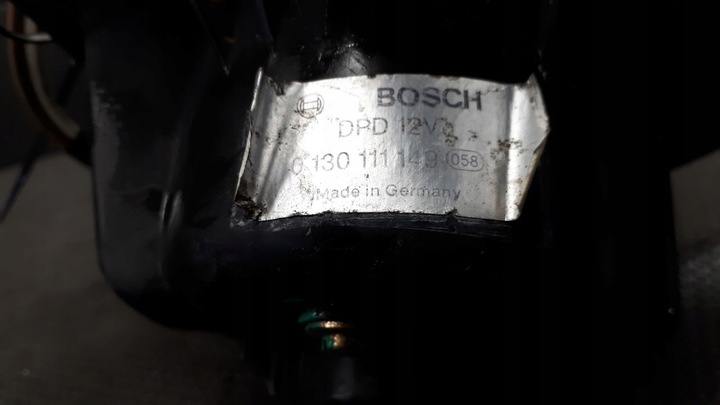 BOSCH
DPD 12V
0 130 111 149 058
Made in Germany